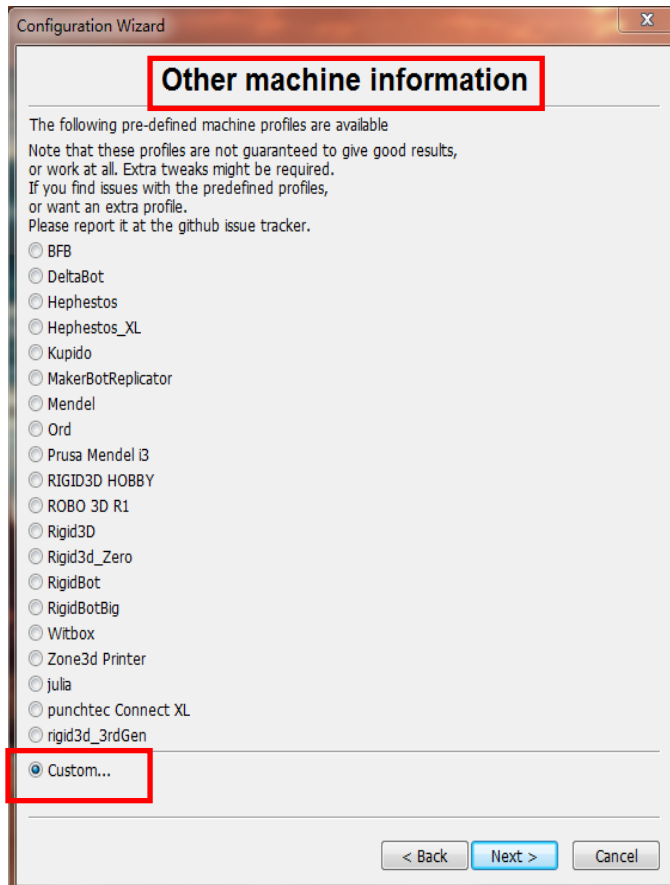 Configuration Wizard
X
Other machine information
The following pre-defined machine profiles are available
Note that these profiles are not guaranteed to give good results,
or work at all. Extra tweaks might be required.
If you find issues with the predefined profiles,
or want an extra profile.
Please report it at the github issue tracker.
BFB
DeltaBot
Hephestos
Hephestos_XL
Kupido
MakerBotReplicator
Mendel
Ord
Prusa Mendel i3
RIGID3D HOBBY
ROBO 3D R1
Rigid3D
Rigid3d_Zero
RigidBot
RigidBotBig
Witbox
Zone3d Printer
julia
punchtec Connect XL
rigid3d_3rdGen
Custom...
< Back Next > Cancel